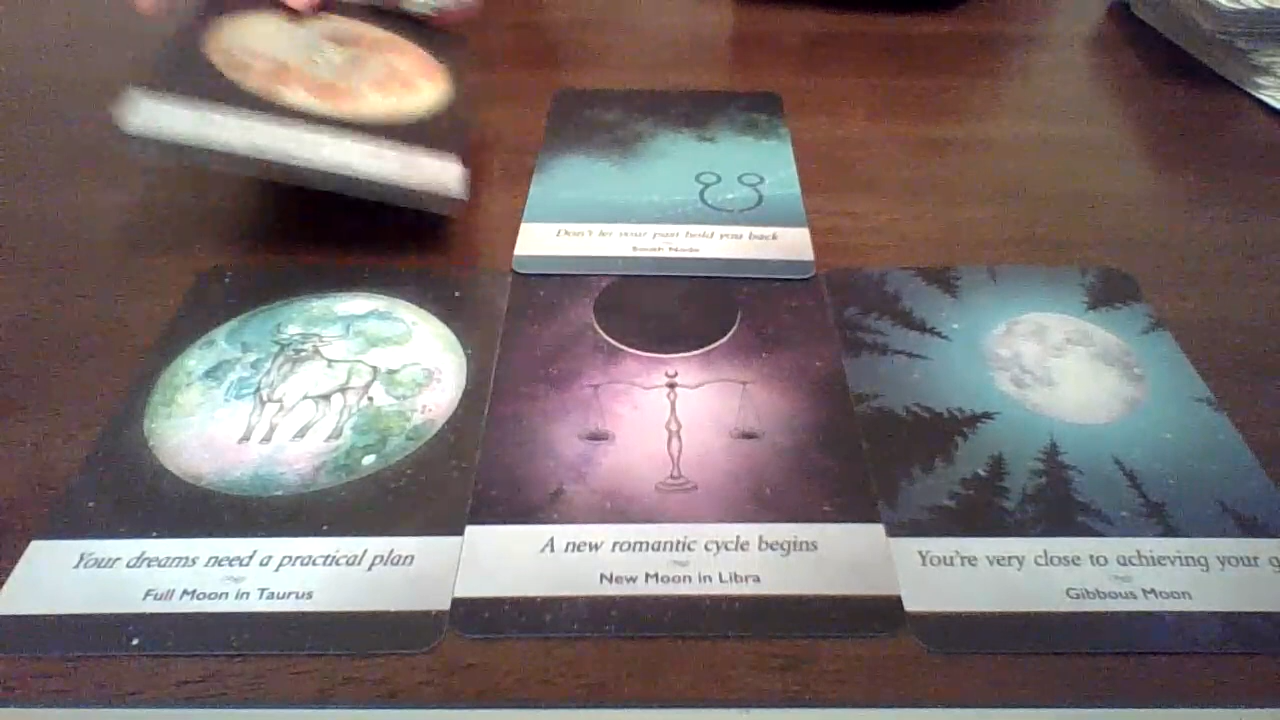 Don't let your past hold you back
South Node
Your dreams need a practical plan
Full Moon in Taurus
A new romantic cycle begins
New Moon in Libra
You're very close to achieving your g
Gibbous Moon